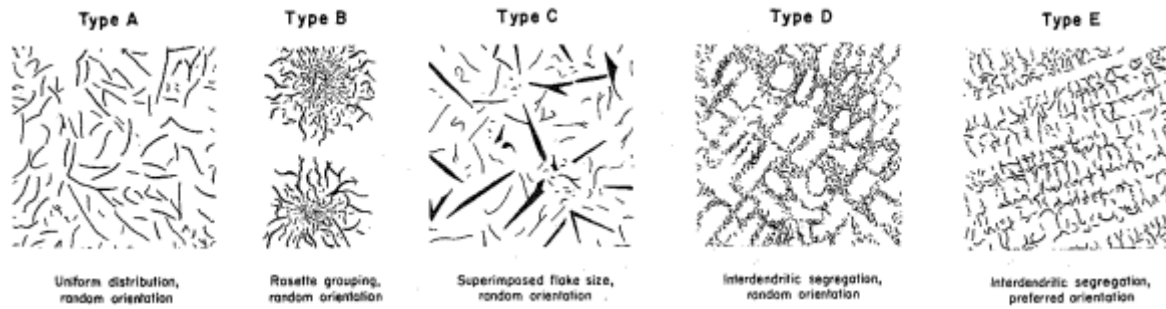 Type A
Type B
Type C
Type D
Type E
Uniform distribution,
random orientation
Rosette grouping,
random orientation
Superimposed flake size,
random orientation
Interdendritic segregation,
random orientation
Interdendritic segregation,
preferred orientation